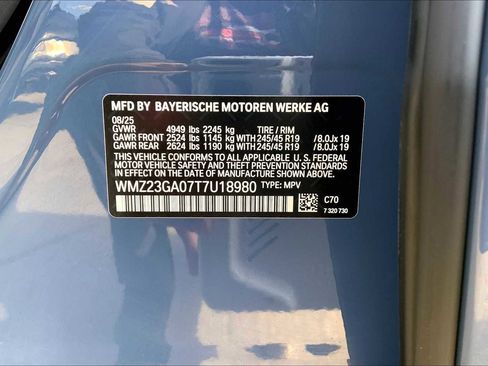 MFD BY BAYERISCHE MOTOREN WERKE AG
08/25
GVWR 4949 lbs 2245 kg TIRE / RIM
GAWR FRONT 2524 lbs 1145 kg 245/45 R19 /8.0Jx 19
GAWR REAR 2624 lbs 1190 kg 245/45 R19 /8.0Jx 19
THIS VEHICLE CONFORMS TO ALL APPLICABLE FEDERAL
U.S. MOTOR VEHICLE SAFETY AND THEFT PREVENTION
STANDARDS IN EFFECT ON THE
DATE OF MANUFACTURE SHOWN ABOVE.
WMZ23GA07T7U18980 TYPE: MPV
C70
7 320 730